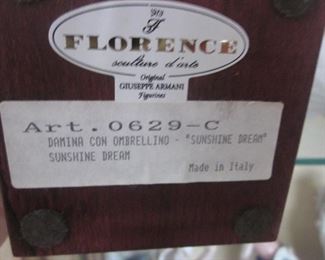 FLORENCE
sculture d'arte
Original
GIUSEPPE ARMANI
Figurines
Art.0629-C
DAMINA CON OMBRELLINO - "SUNSHINE DREAM"
SUNSHINE DREAM
Made in Italy